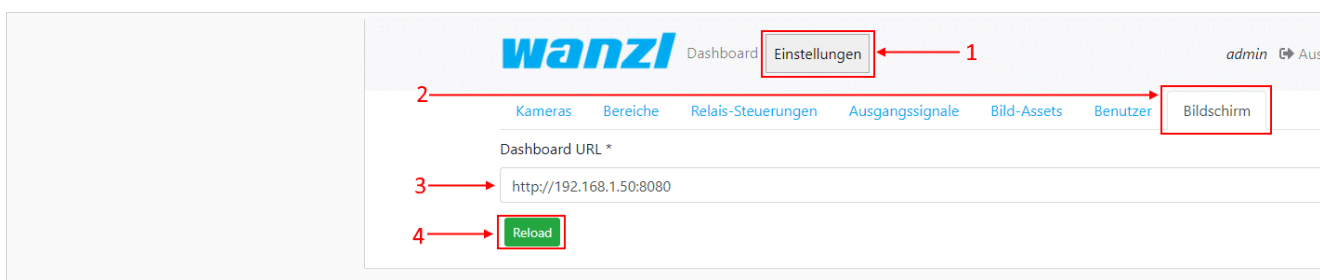 wanzl Dashboard Einstellungen 1 admin Aus
2
Kameras Bereiche Relais-Steuerungen Ausgangssignale Bild-Assets Benutzer Bildschirm
Dashboard URL *
3 http://192.168.1.50:8080
4 Reload